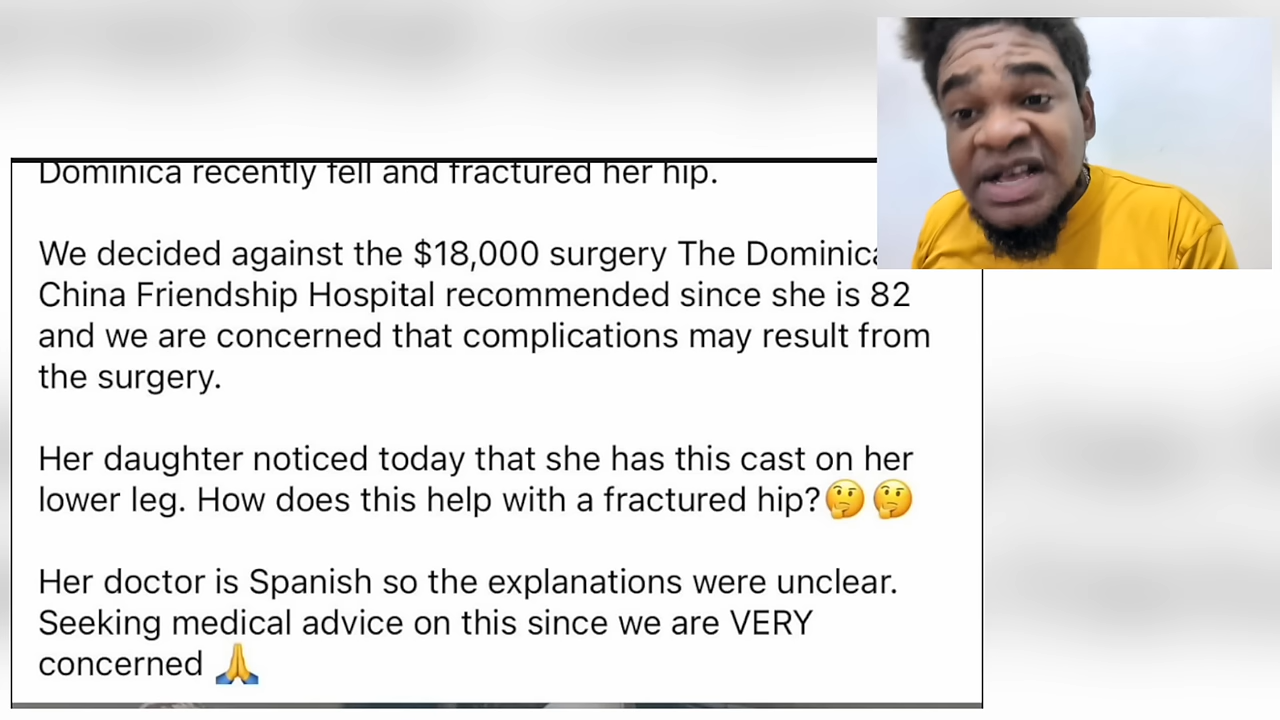 Dominica recently fell and fractured her hip.
We decided against the $18,000 surgery The Dominica
China Friendship Hospital recommended since she is 82
and we are concerned that complications may result from
the surgery.
Her daughter noticed today that she has this cast on her
lower leg. How does this help with a fractured hip?🤔🤔
Her doctor is Spanish so the explanations were unclear.
Seeking medical advice on this since we are VERY
concerned 🙏